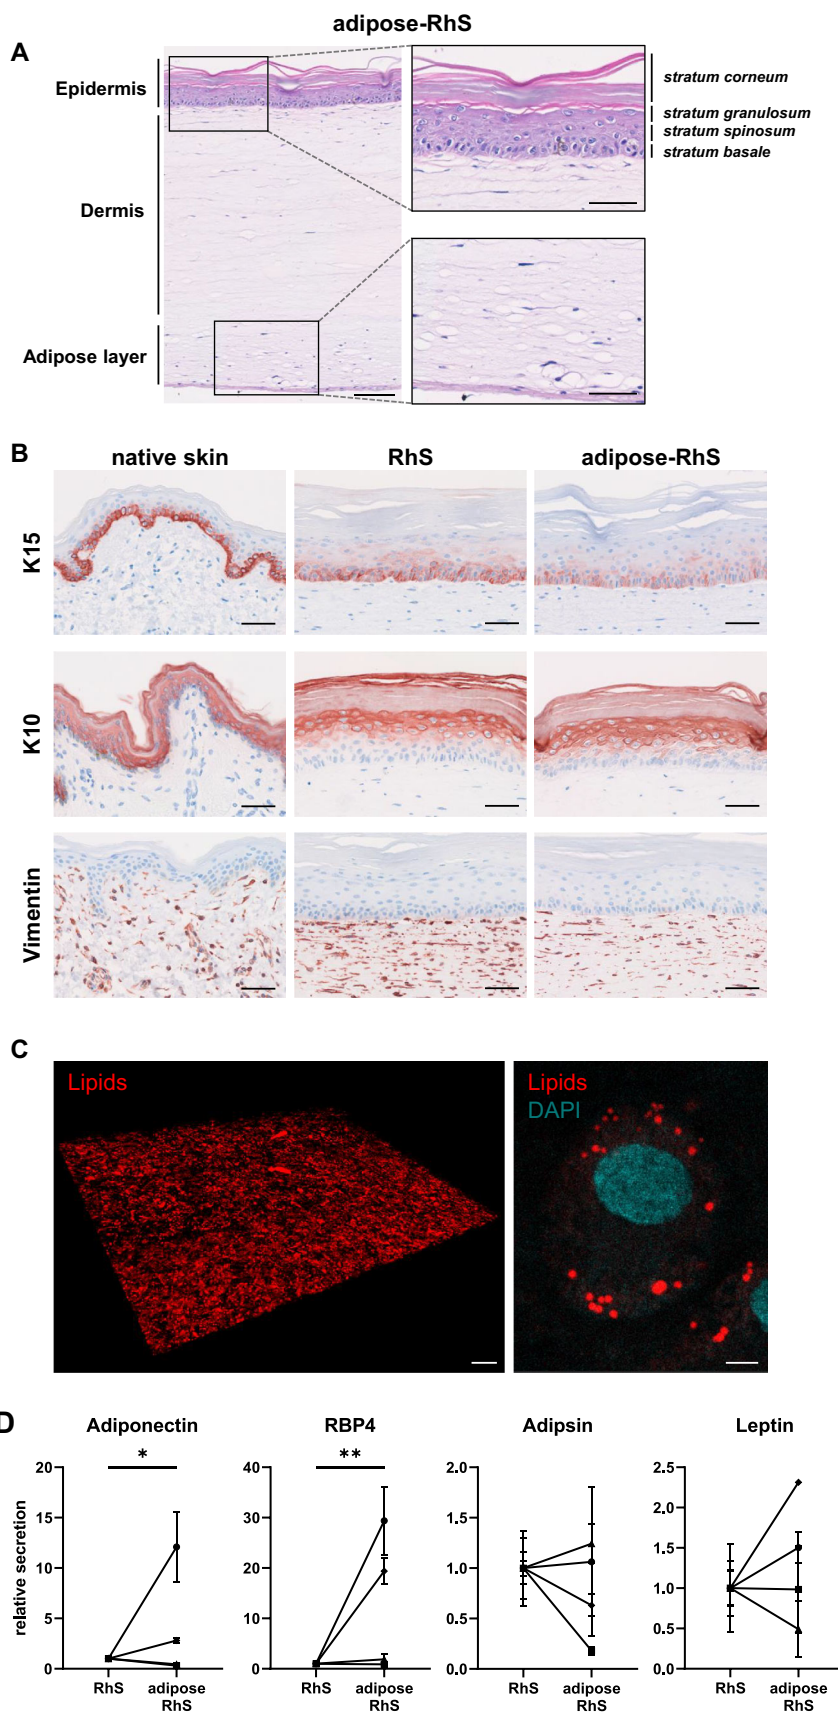 adipose-RhS
A
Epidermis
Dermis
Adipose layer
stratum corneum
stratum granulosum
stratum spinosum
stratum basale
B
native skin
RhS
adipose-RhS
K15
K10
Vimentin
C
Lipids
Lipids
DAPI
D
Adiponectin
RBP4
Adipsin
Leptin
relative secretion
*
20
15
10
5
0
RhS
adipose
RhS
**
40
30
20
10
0
RhS
adipose
RhS
2.0
1.5
1.0
0.5
0.0
RhS
adipose
RhS
2.5
2.0
1.5
1.0
0.5
0.0
RhS
adipose
RhS